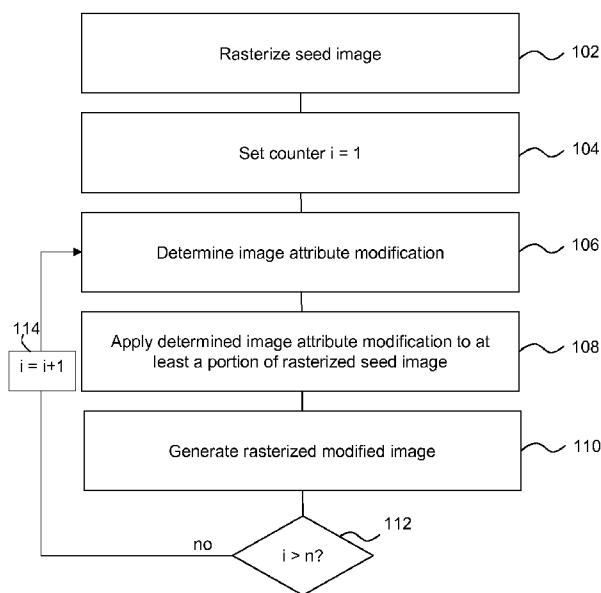 Rasterize seed image
102
Set counter i = 1
104
Determine image attribute modification
106
114
i = i+1
Apply determined image attribute modification to at
least a portion of rasterized seed image
108
Generate rasterized modified image
110
112
no
i > n?